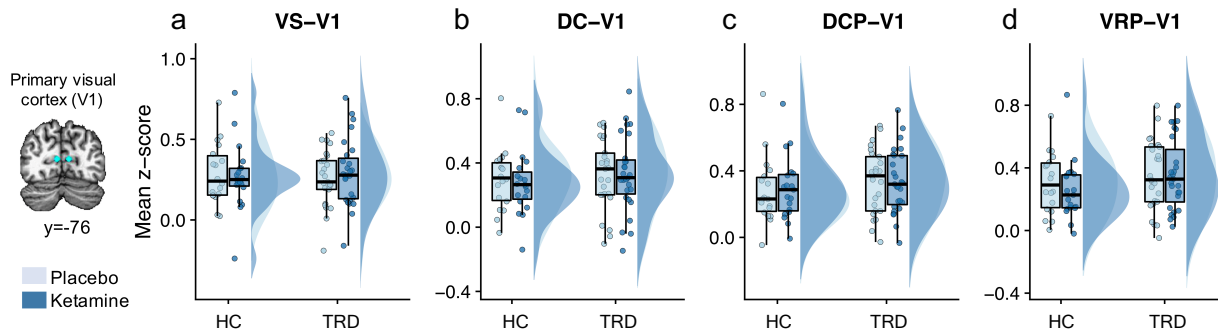 a VS–V1
b DC–V1
c DCP–V1
d VRP–V1
Primary visual
cortex (V1)
y=-76
Placebo
Ketamine
Mean z–score
1.0
0.5
0.0
HC TRD
0.8
0.4
0.0
−0.4
HC TRD
0.8
0.4
0.0
HC TRD
0.8
0.4
0.0
−0.4
HC TRD